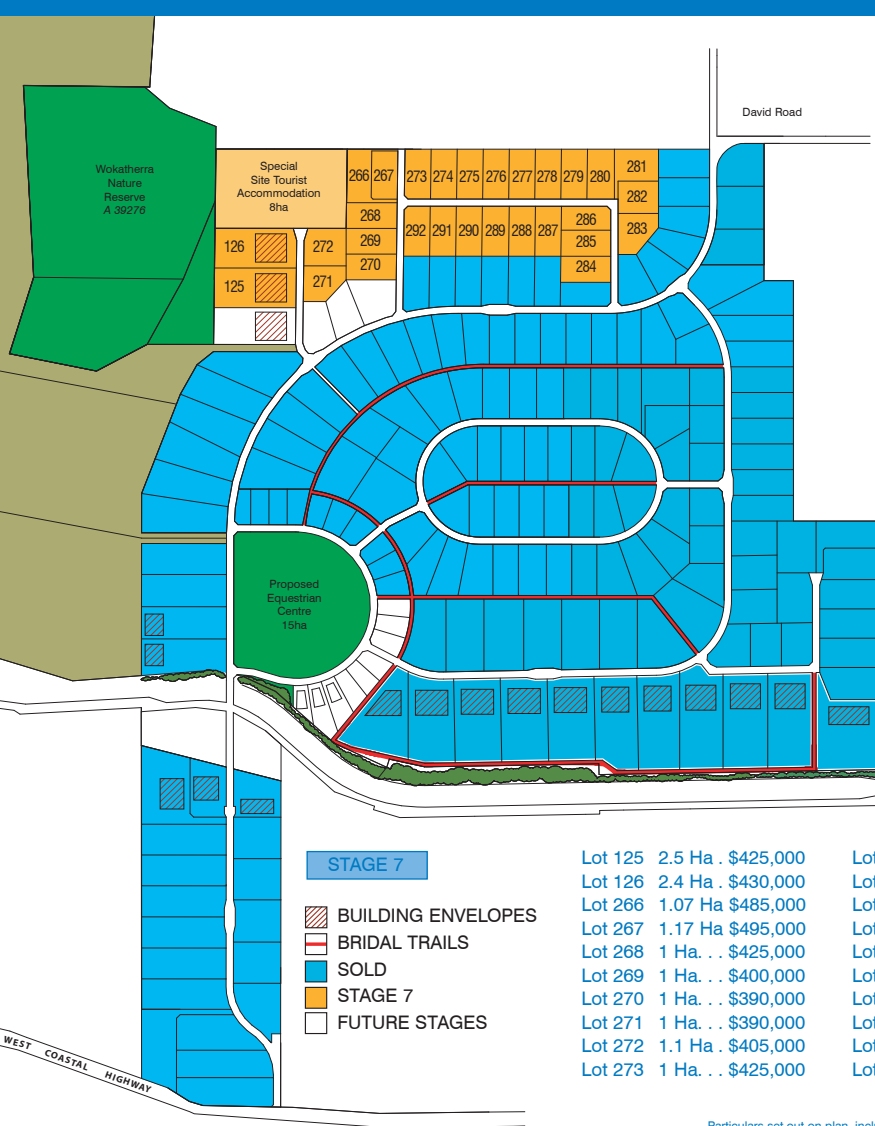 David Road
Wokatherra
Nature
Reserve
A 39276
Special
Site Tourist
Accommodation
8ha
266
267
273
274
275
276
277
278
279
280
281
268
282
292
291
290
289
288
287
286
283
126
272
269
285
270
284
125
271
Proposed
Equestrian
Centre
15ha
STAGE 7
BUILDING ENVELOPES
BRIDAL TRAILS
SOLD
STAGE 7
FUTURE STAGES
Lot 125 2.5 Ha . $425,000
Lot 126 2.4 Ha . $430,000
Lot 266 1.07 Ha $485,000
Lot 267 1.17 Ha $495,000
Lot 268 1 Ha. . . $425,000
Lot 269 1 Ha. . . $400,000
Lot 270 1 Ha. . . $390,000
Lot 271 1 Ha. . . $390,000
Lot 272 1.1 Ha . $405,000
Lot 273 1 Ha. . . $425,000
WEST COASTAL HIGHWAY